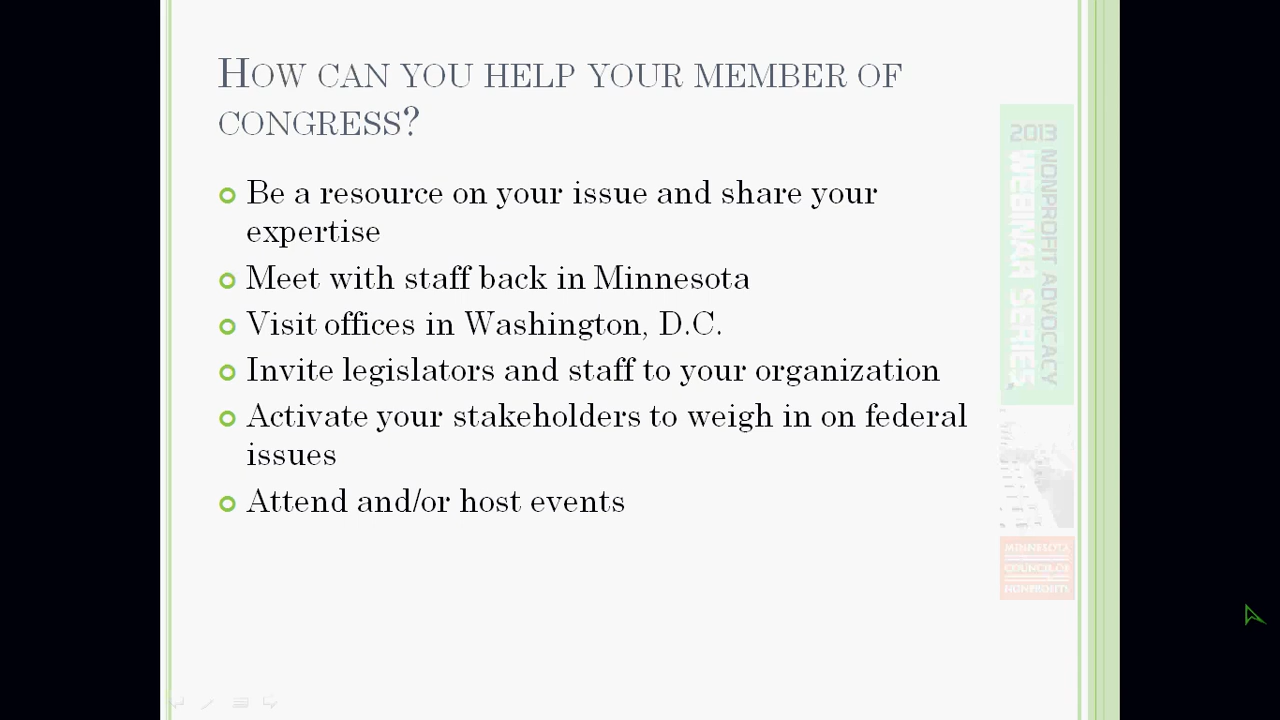 How can you help your member of
congress?
Be a resource on your issue and share your
expertise
Meet with staff back in Minnesota
Visit offices in Washington, D.C.
Invite legislators and staff to your organization
Activate your stakeholders to weigh in on federal
issues
Attend and/or host events
2013
NONPROFIT ADVOCACY
WEBINAR SERIES
MINNESOTA
COUNCIL OF
NONPROFITS